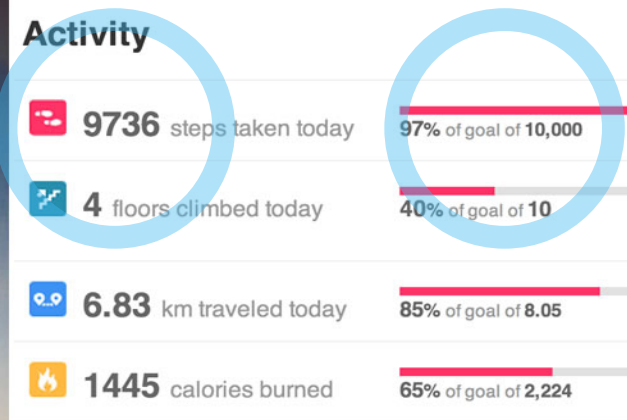 Activity
9736 steps taken today
97% of goal of 10,000
4 floors climbed today
40% of goal of 10
6.83 km traveled today
85% of goal of 8.05
1445 calories burned
65% of goal of 2,224